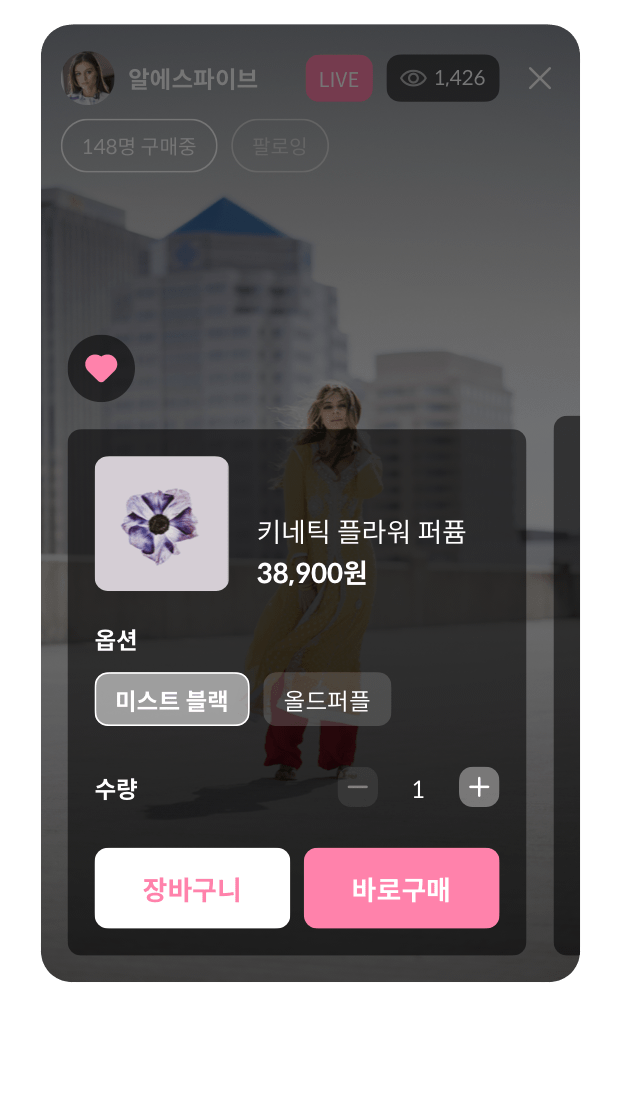 알에스파이브
LIVE
1,426
148명 구매중
팔로잉
키네틱 플라워 퍼퓸
38,900원
옵션
미스트 블랙
올드퍼플
수량
1
장바구니
바로구매